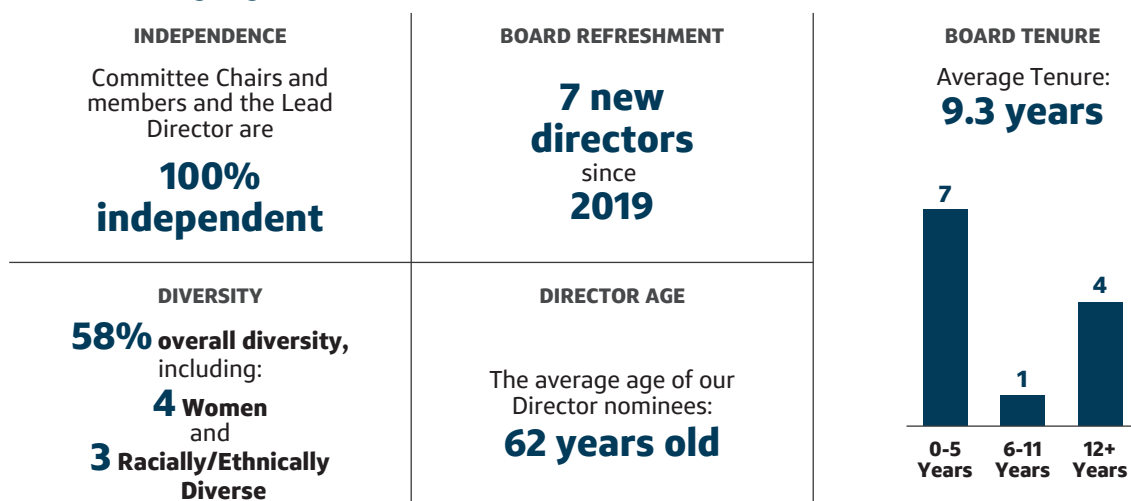 INDEPENDENCE
Committee Chairs and
members and the Lead
Director are
100%
independent
BOARD REFRESHMENT
7 new
directors
since
2019
BOARD TENURE
Average Tenure:
9.3 years
7
1
4
0-5
Years
6-11
Years
12+
Years
DIVERSITY
58% overall diversity,
including:
4 Women
and
3 Racially/Ethnically
Diverse
DIRECTOR AGE
The average age of our
Director nominees:
62 years old